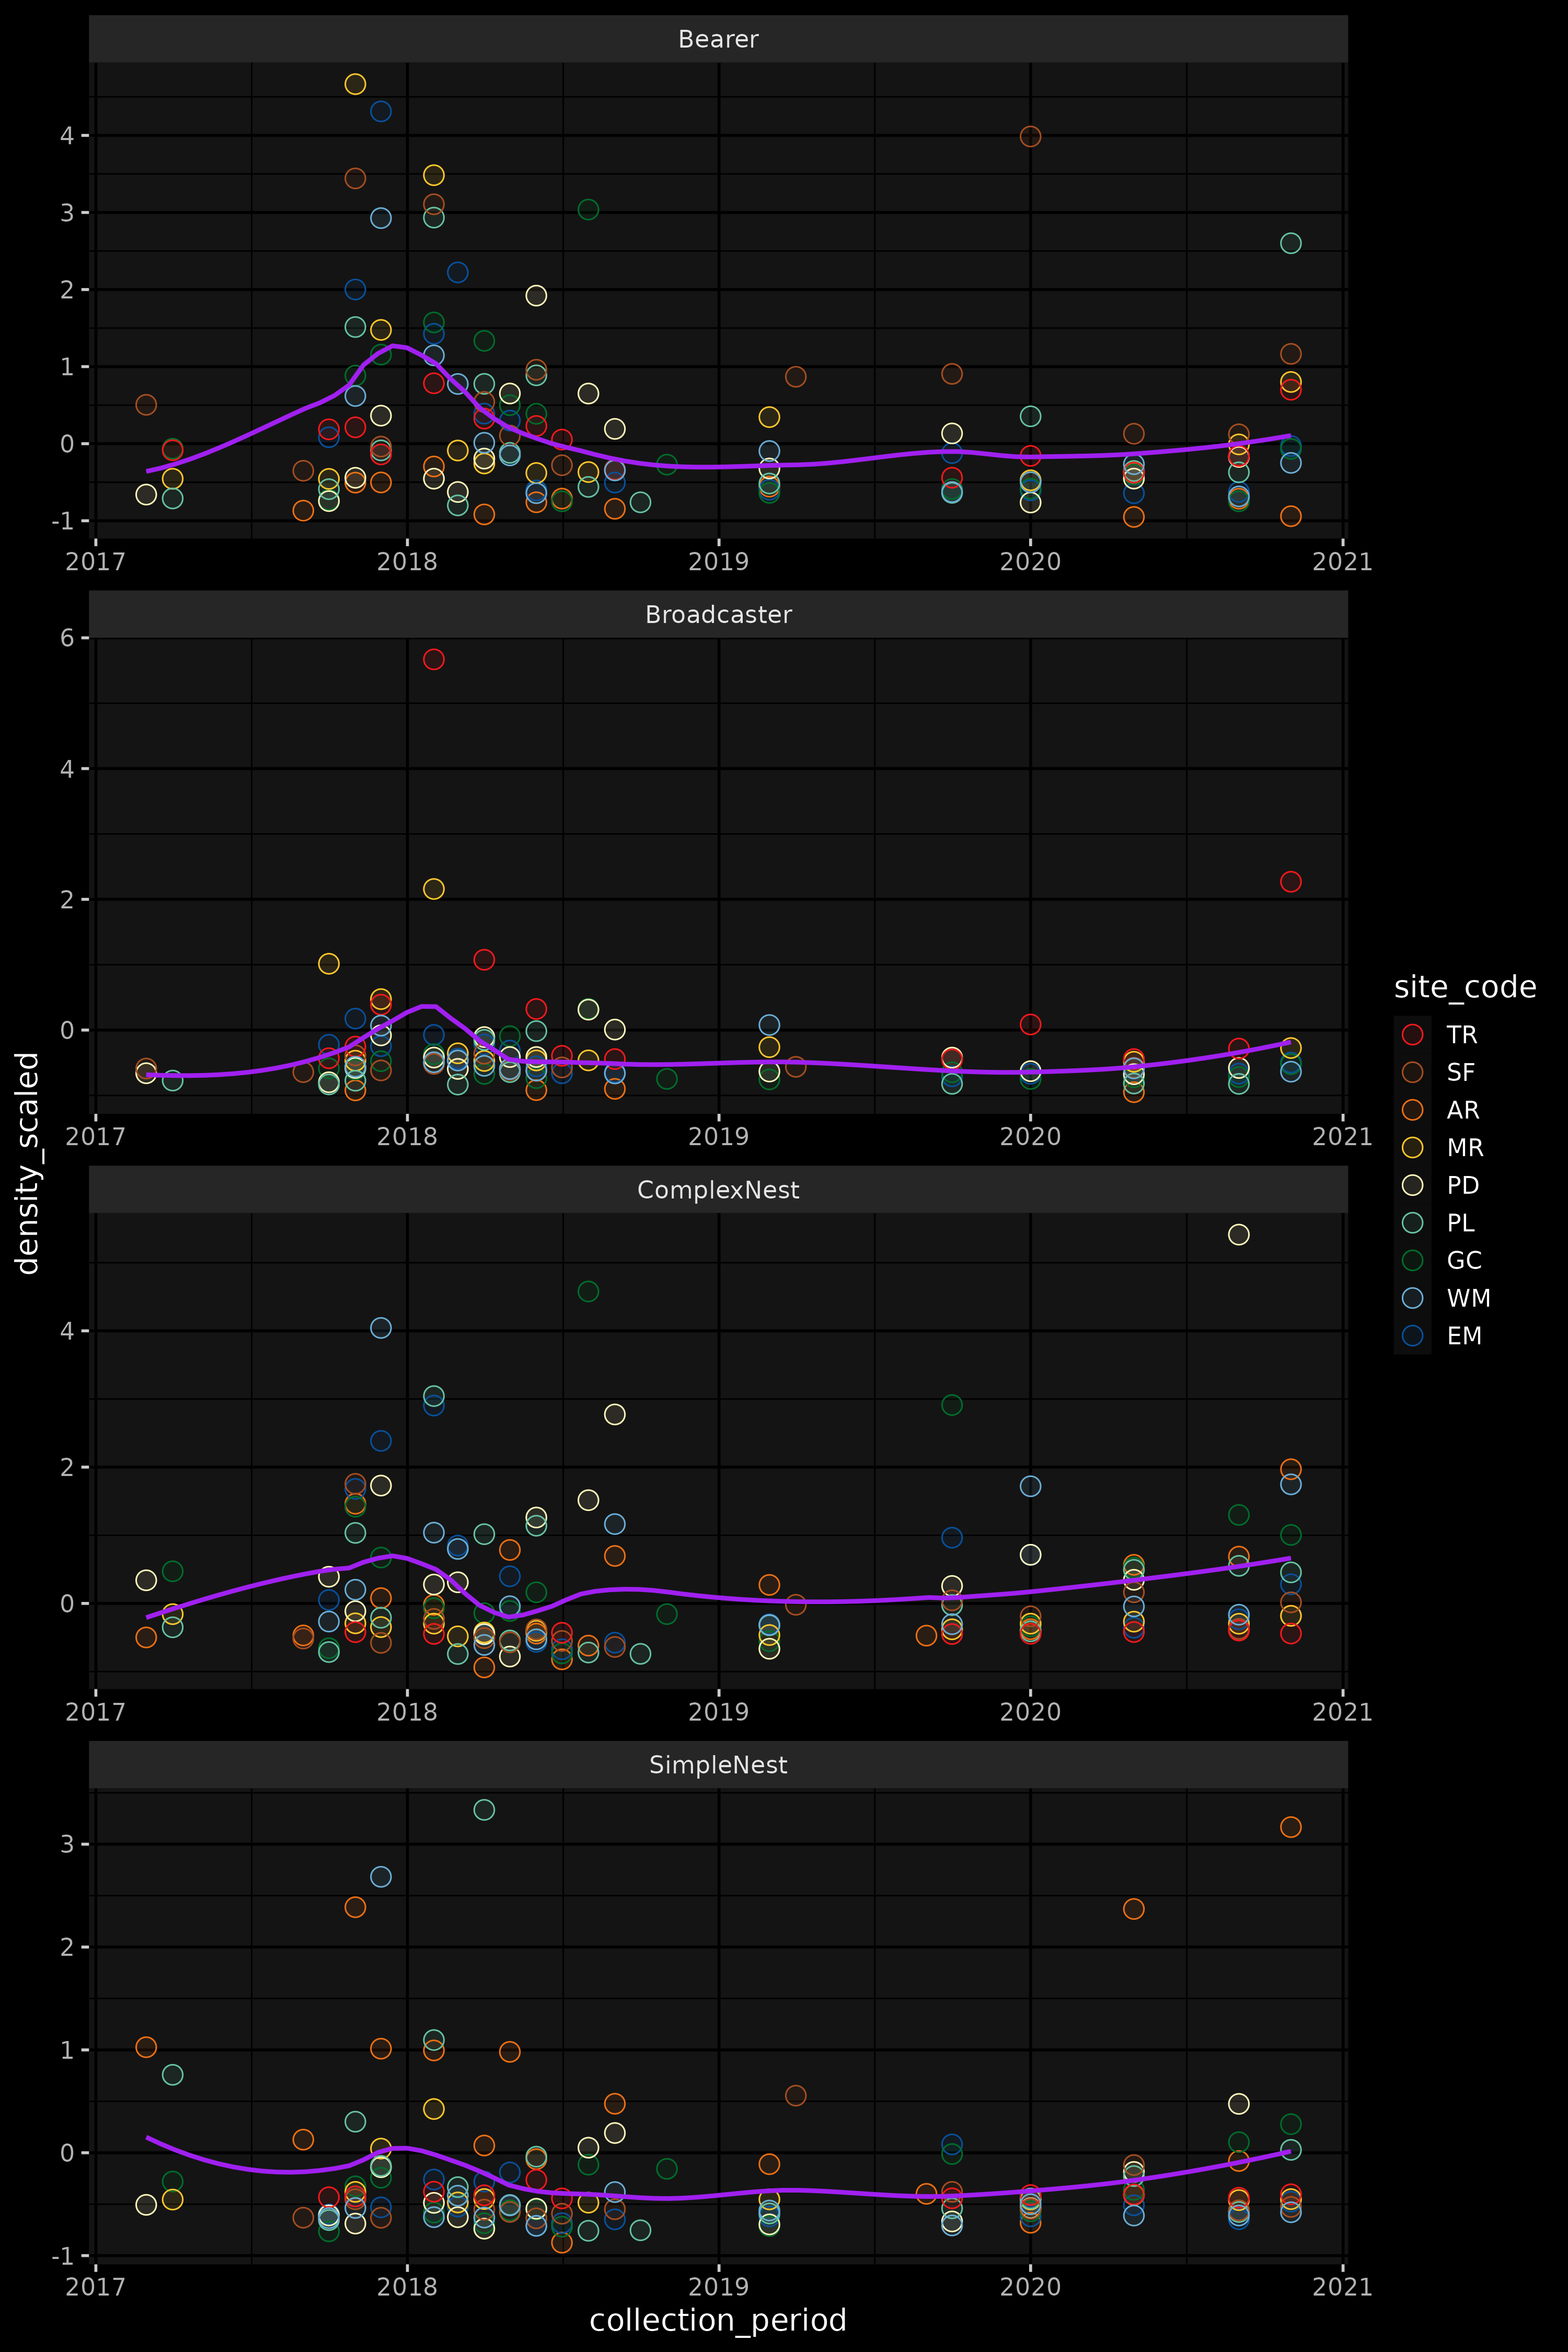 Bearer
4
3
2
1
0
-1
2017 2018 2019 2020 2021
Broadcaster
6
4
2
0
2017 2018 2019 2020 2021
ComplexNest
4
2
0
2017 2018 2019 2020 2021
SimpleNest
3
2
1
0
-1
2017 2018 2019 2020 2021
collection_period
density_scaled
site_code
TR
SF
AR
MR
PD
PL
GC
WM
EM